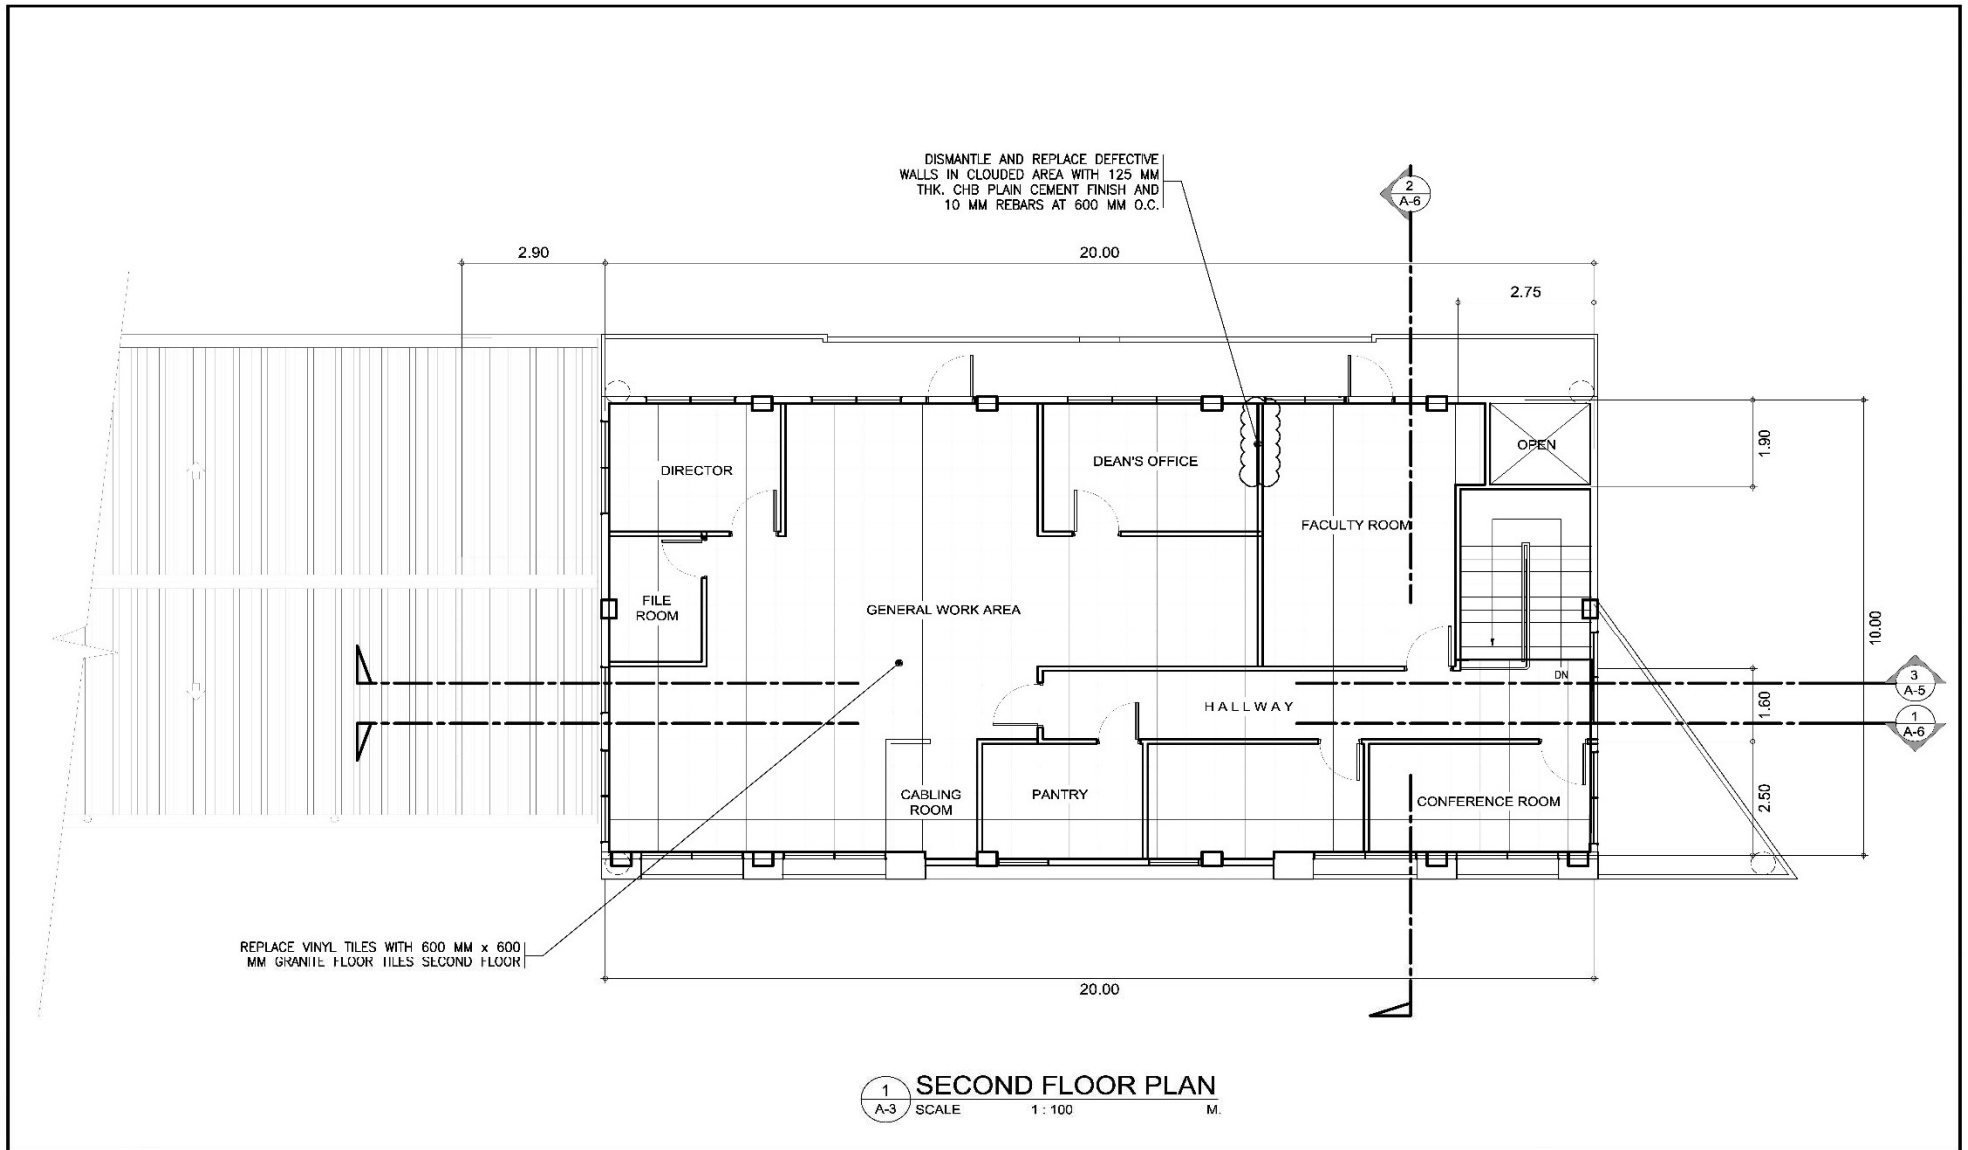 DISMANTLE AND REPLACE DEFECTIVE
WALLS IN CLOUDED AREA WITH 125 MM
THK. CHB PLAIN CEMENT FINISH AND
10 MM REBARS AT 600 MM O.C.
2
A-6
2.90
20.00
2.75
OPEN
1.90
DIRECTOR
DEAN'S OFFICE
FACULTY ROOM
FILE
ROOM
GENERAL WORK AREA
10.00
DN
3
A-5
HALLWAY
1.60
1
A-6
CABLING
ROOM
PANTRY
CONFERENCE ROOM
2.50
REPLACE VINYL TILES WITH 600 MM x 600
MM GRANITE FLOOR TILES SECOND FLOOR
20.00
1
A-3
SECOND FLOOR PLAN
SCALE 1 : 100 M.